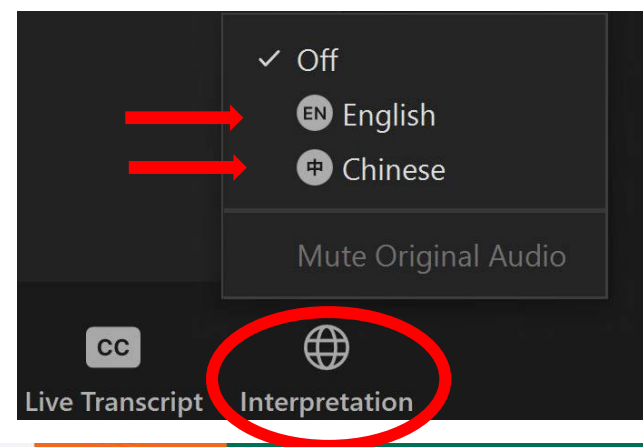 ✓ Off
EN English
中 Chinese
Mute Original Audio
CC
Live Transcript Interpretation